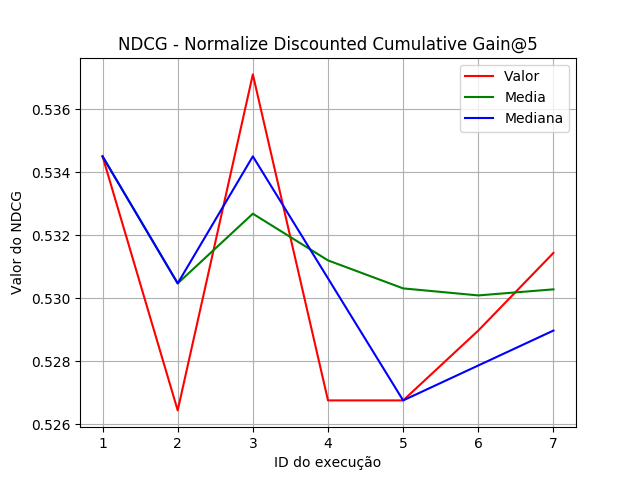 NDCG - Normalize Discounted Cumulative Gain@5
Valor
Media
Mediana
0.536
0.534
0.532
0.530
0.528
0.526
Valor do NDCG
1 2 3 4 5 6 7
ID do execução